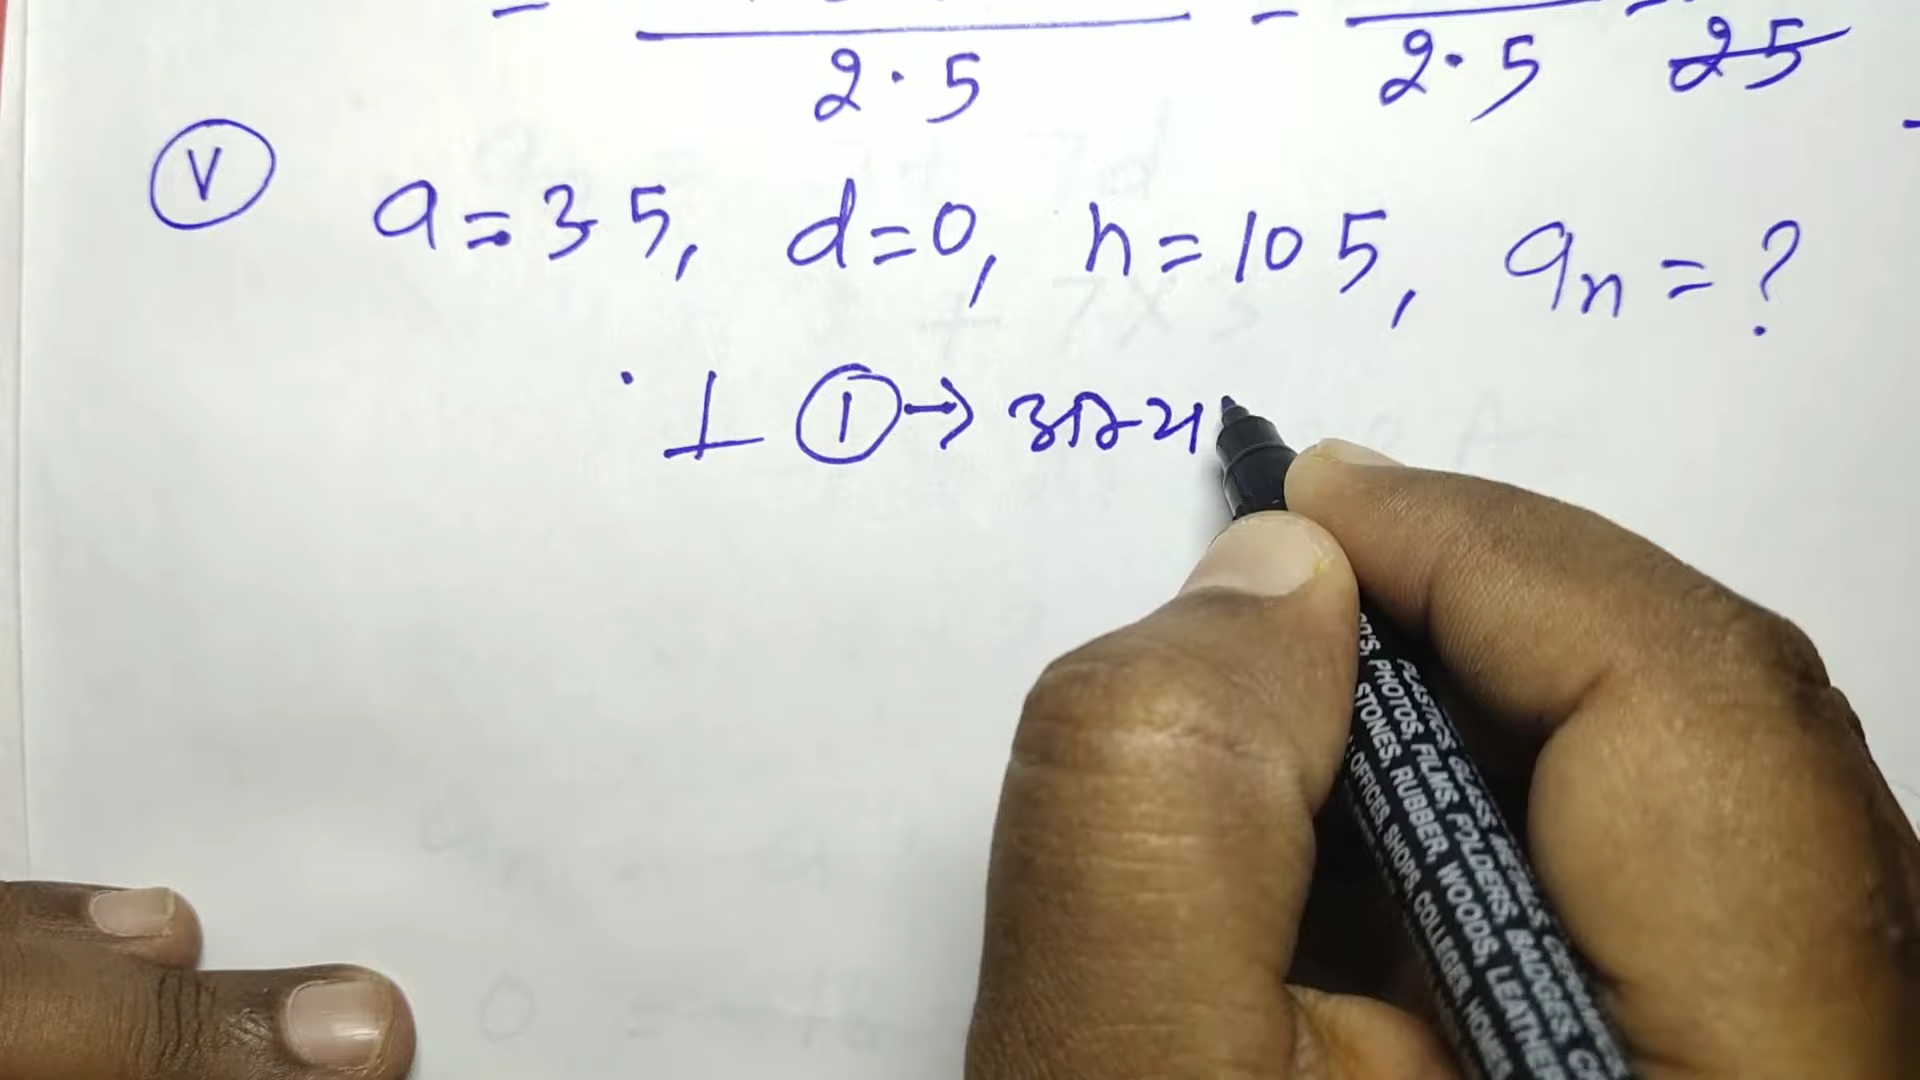 2.5 2.5 25
V a=35, d=0, n=105, an=?
1→
PLASTICS, GLASS, METALS, CERAMICS
PHOTOS, FILMS, FOLDERS, BADGES,
STONES, RUBBER, WOODS, LEATHER
OFFICES, SHOPS, COLLEGES, HOMES,